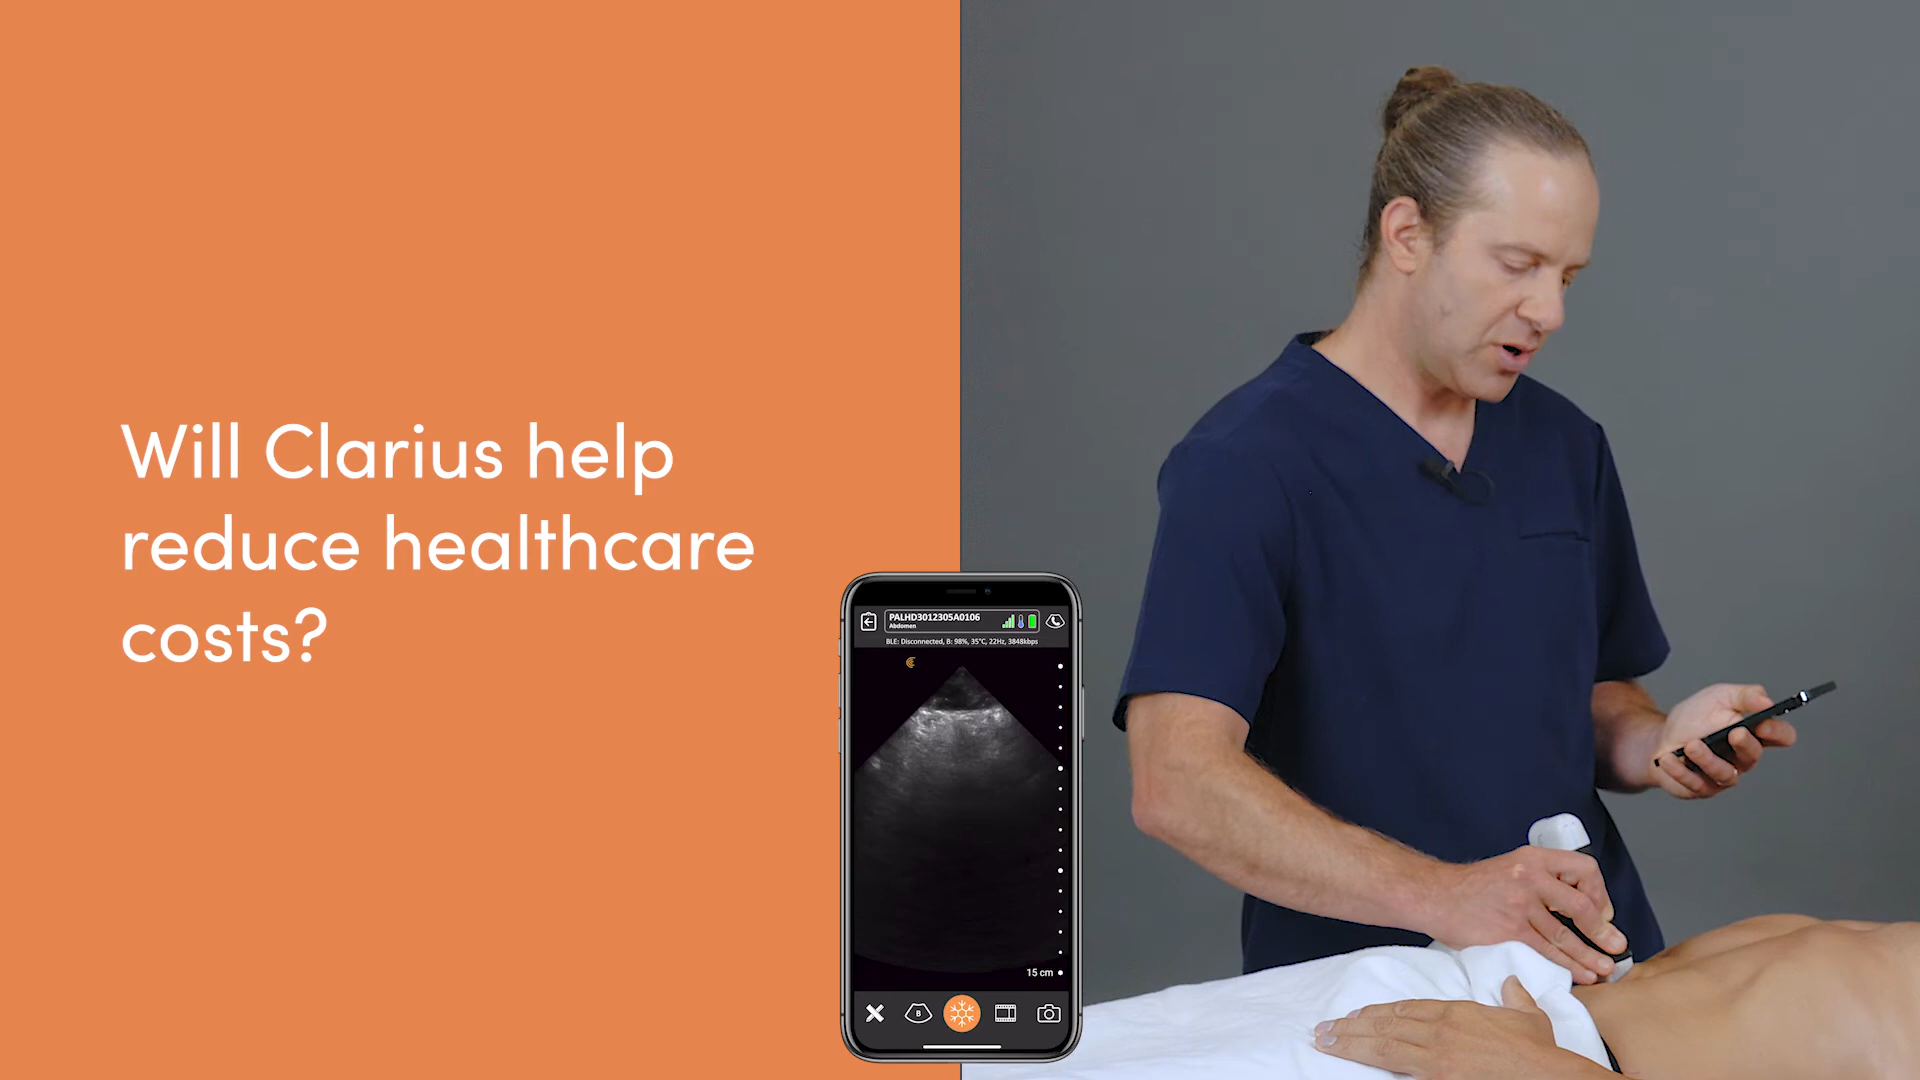 Will Clarius help
reduce healthcare
costs?
PALHD3012305A0106
Abdomen
BLE: Disconnected, B: 98%, 35°C, 22Hz, 3848kbps
15 cm
B